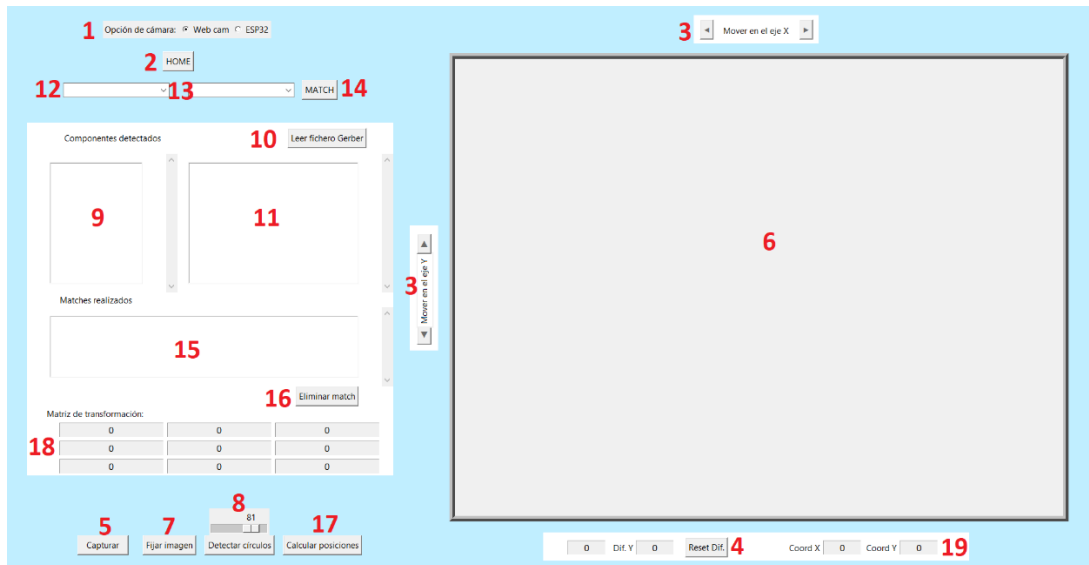 1 Opción de cámara: Web cam ESP32
3 Mover en el eje X
2 HOME
12 13 MATCH 14
Componentes detectados 10 Leer fichero Gerber
9 11
6
3 Mover en el eje Y
Matches realizados
15
16 Eliminar match
Matriz de transformación:
0 0 0
18 0 0 0
0 0 0
8
81
5 7 17
Capturar Fijar imagen Detectar círculos Calcular posiciones
0 Dif. Y 0 Reset Dif. 4 Coord X 0 Coord Y 0 19